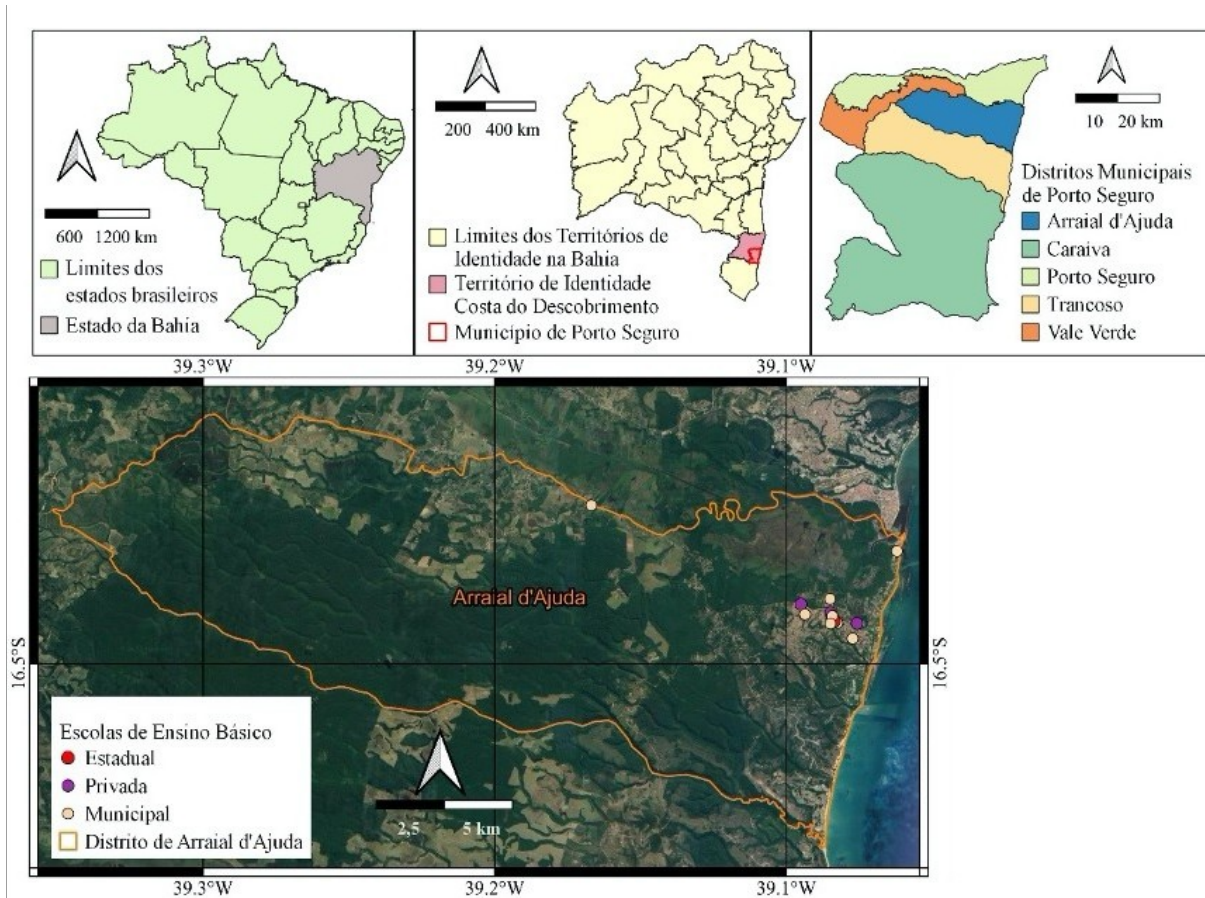 600 1200 km
Limites dos
estados brasileiros
Estado da Bahia
200 400 km
Limites dos Territórios de
Identidade na Bahia
Território de Identidade
Costa do Descobrimento
Município de Porto Seguro
10 20 km
Distritos Municipais
de Porto Seguro
Arraial d'Ajuda
Caraiva
Porto Seguro
Trancoso
Vale Verde
39.3°W 39.2°W 39.1°W
Arraial d'Ajuda
16.5°S 16.5°S
Escolas de Ensino Básico
Estadual
Privada
Municipal
Distrito de Arraial d'Ajuda
2,5 5 km
39.3°W 39.2°W 39.1°W